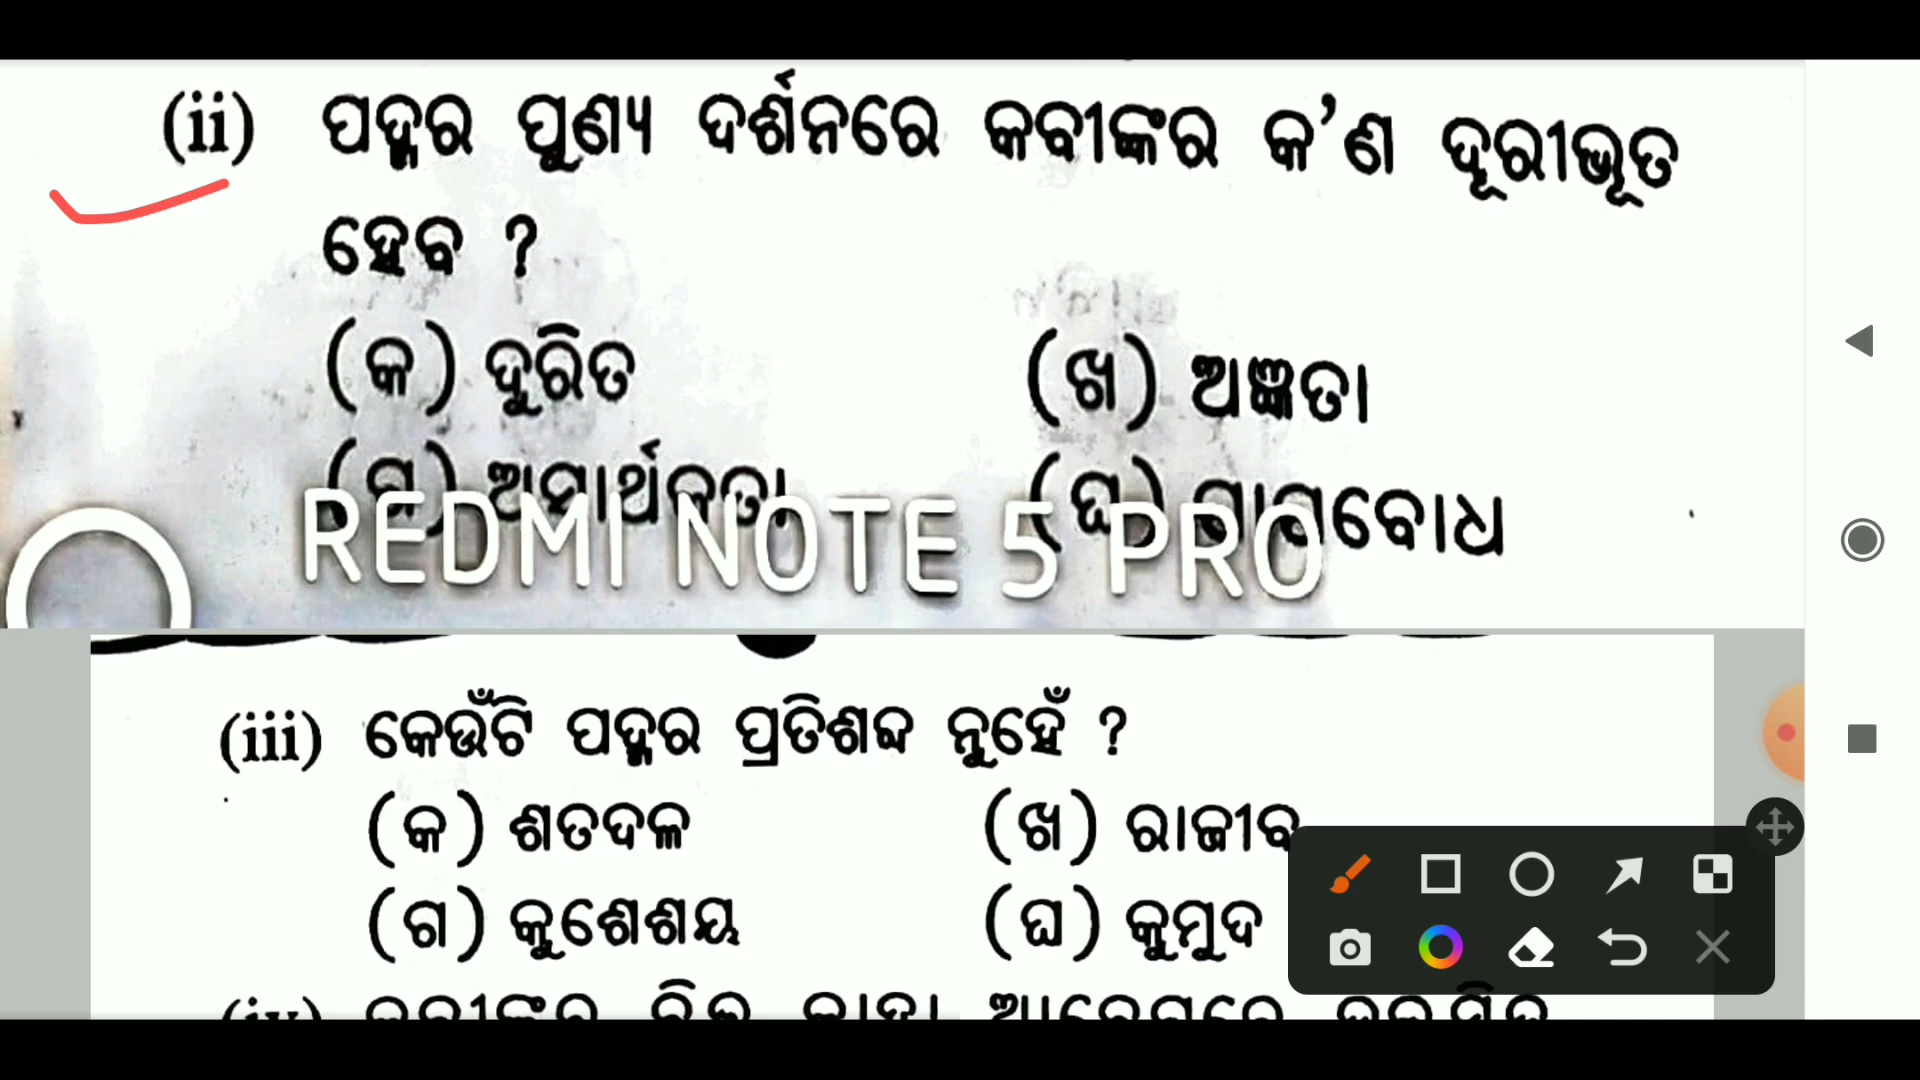 (ii) ପଦ୍ମର ପୁଣ୍ୟ ଦର୍ଶନରେ କବୀଙ୍କର କ'ଣ ଦୂରୀଭୂତ
ହେବ ?
(କ) ଦୁରିତ (ଖ) ଅଜ୍ଞତା
(ଗ) (ଘ)
REDMI NOTE 5 PRO
(iii) କେଉଁଟି ପଦ୍ମର ପ୍ରତିଶବ୍ଦ ନୁହେଁ ?
(କ) ଶତଦଳ (ଖ) ରାଜୀବ
(ଗ) କୁଶେଶୟ (ଘ) କୁମୁଦ